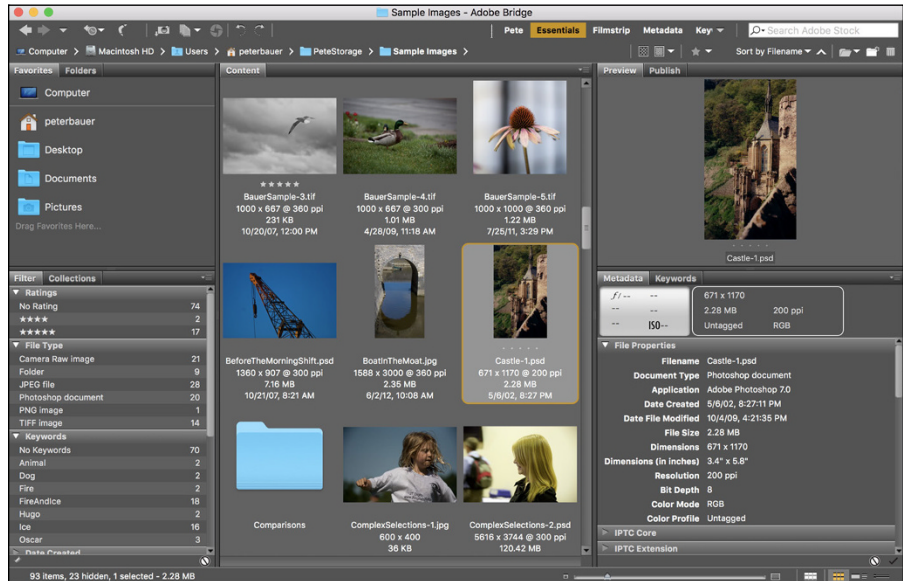 Sample Images - Adobe Bridge
Pete Essentials Filmstrip Metadata Key Search Adobe Stock
Computer > Macintosh HD > Users > peterbauer > PeteStorage > Sample Images >
Sort by Filename
Favorites Folders
Computer
peterbauer
Desktop
Documents
Pictures
Drag Favorites Here...
Filter Collections
Ratings
No Rating 74
★★★★ 2
★★★★★ 17
File Type
Camera Raw image 21
Folder 9
JPEG file 28
Photoshop document 20
PNG image 1
TIFF image 14
Keywords
No Keywords 70
Animal 2
Dog 2
Fire 2
FireAndIce 18
Hugo 2
Ice 16
Oscar 3
Date Created
Content
★★★★★
BauerSample-3.tif
1000 x 667 @ 360 ppi
231 KB
10/20/07, 12:00 PM
BauerSample-4.tif
1000 x 667 @ 360 ppi
1.01 MB
4/28/09, 11:18 AM
BauerSample-5.tif
1000 x 1000 @ 360 ppi
1.22 MB
7/25/11, 3:29 PM
BeforeTheMorningShift.psd
1360 x 907 @ 300 ppi
7.16 MB
10/21/07, 8:21 AM
BoatInTheMoat.jpg
1588 x 3000 @ 360 ppi
2.35 MB
6/2/12, 10:08 AM
Castle-1.psd
671 x 1170 @ 200 ppi
2.28 MB
5/6/02, 8:27 PM
Comparisons
ComplexSelections-1.jpg
600 x 400
36 KB
ComplexSelections-2.psd
5616 x 3744 @ 300 ppi
120.42 MB
Preview Publish
Castle-1.psd
Metadata Keywords
f/-- --
-- --
-- ISO--
671 x 1170
2.28 MB 200 ppi
Untagged RGB
File Properties
Filename Castle-1.psd
Document Type Photoshop document
Application Adobe Photoshop 7.0
Date Created 5/6/02, 8:27:11 PM
Date File Modified 10/4/09, 4:21:35 PM
File Size 2.28 MB
Dimensions 671 x 1170
Dimensions (in inches) 3.4" x 5.8"
Resolution 200 ppi
Bit Depth 8
Color Mode RGB
Color Profile Untagged
IPTC Core
IPTC Extension
93 items, 23 hidden, 1 selected - 2.28 MB